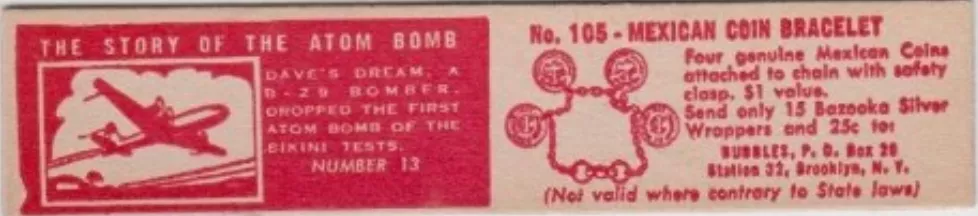 THE STORY OF THE ATOM BOMB
DAVE'S DREAM, A
B-29 BOMBER,
DROPPED THE FIRST
ATOM BOMB OF THE
BIKINI TESTS.
NUMBER 13
No. 105 - MEXICAN COIN BRACELET
Four genuine Mexican Coins
attached to chain with safety
clasp. $1 value.
Send only 15 Bazooka Silver
Wrappers and 25c to:
BUBBLES, P. O. Box 20
Station 32, Brooklyn, N. Y.
(Not valid where contrary to State laws)